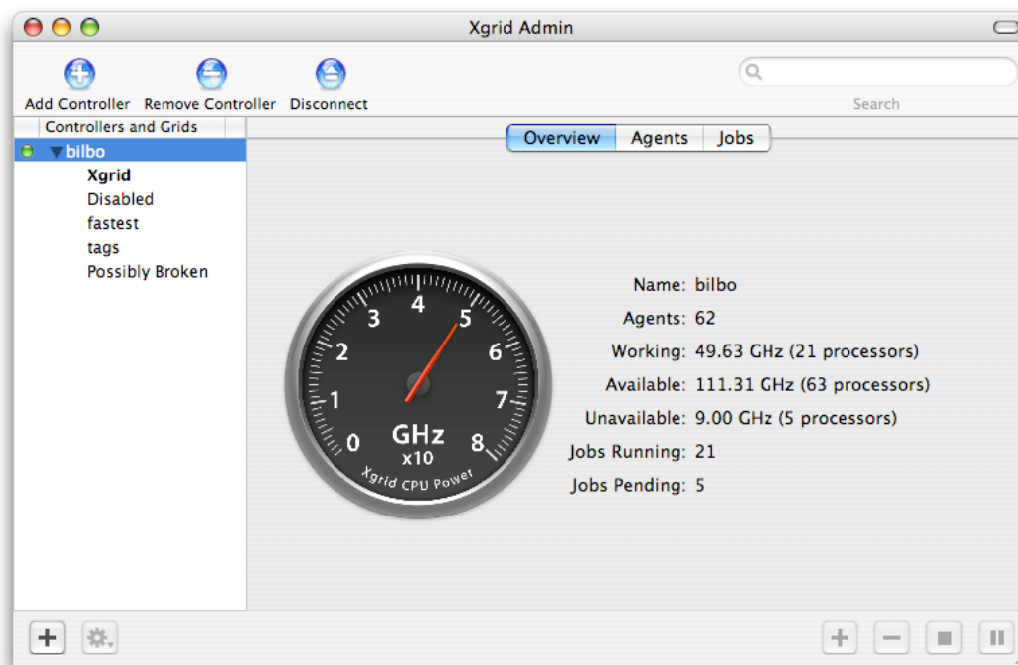 Xgrid Admin
Add Controller Remove Controller Disconnect
Search
Controllers and Grids
bilbo
Xgrid
Disabled
fastest
tags
Possibly Broken
Overview Agents Jobs
0 1 2 3 4 5 6 7 8
GHz
x10
Xgrid CPU Power
Name: bilbo
Agents: 62
Working: 49.63 GHz (21 processors)
Available: 111.31 GHz (63 processors)
Unavailable: 9.00 GHz (5 processors)
Jobs Running: 21
Jobs Pending: 5